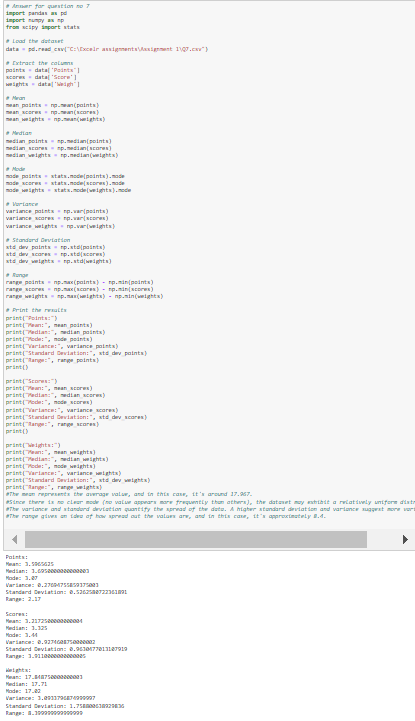 # Answer for question no 7
import pandas as pd
import numpy as np
from scipy import stats
# Load the dataset
data = pd.read_csv("C:\Excelr assignments\Assignment 1\Q7.csv")
# Extract the columns
points = data['Points']
scores = data['Score']
weights = data['Weigh']
# Mean
mean_points = np.mean(points)
mean_scores = np.mean(scores)
mean_weights = np.mean(weights)
# Median
median_points = np.median(points)
median_scores = np.median(scores)
median_weights = np.median(weights)
# Mode
mode_points = stats.mode(points).mode
mode_scores = stats.mode(scores).mode
mode_weights = stats.mode(weights).mode
# Variance
variance_points = np.var(points)
variance_scores = np.var(scores)
variance_weights = np.var(weights)
# Standard Deviation
std_dev_points = np.std(points)
std_dev_scores = np.std(scores)
std_dev_weights = np.std(weights)
# Range
range_points = np.max(points) - np.min(points)
range_scores = np.max(scores) - np.min(scores)
range_weights = np.max(weights) - np.min(weights)
# Print the results
print("Points:")
print("Mean:", mean_points)
print("Median:", median_points)
print("Mode:", mode_points)
print("Variance:", variance_points)
print("Standard Deviation:", std_dev_points)
print("Range:", range_points)
print()
print("Scores:")
print("Mean:", mean_scores)
print("Median:", median_scores)
print("Mode:", mode_scores)
print("Variance:", variance_scores)
print("Standard Deviation:", std_dev_scores)
print("Range:", range_scores)
print()
print("Weights:")
print("Mean:", mean_weights)
print("Median:", median_weights)
print("Mode:", mode_weights)
print("Variance:", variance_weights)
print("Standard Deviation:", std_dev_weights)
print("Range:", range_weights)
#The mean represents the average value, and in this case, it's around 17.967.
#Since there is no clear mode (no value appears more frequently than others), the dataset may exhibit a relatively uniform distr
#The variance and standard deviation quantify the spread of the data. A higher standard deviation and variance suggest more vari
#The range gives an idea of how spread out the values are, and in this case, it's approximately 8.4.
Points:
Mean: 3.5965625
Median: 3.6950000000000003
Mode: 3.07
Variance: 0.27694755859375003
Standard Deviation: 0.5262580722361891
Range: 2.17
Scores:
Mean: 3.2172500000000004
Median: 3.325
Mode: 3.44
Variance: 0.9274608750000002
Standard Deviation: 0.9630477013107919
Range: 3.9110000000000005
Weights:
Mean: 17.848750000000003
Median: 17.71
Mode: 17.02
Variance: 3.0933796874999997
Standard Deviation: 1.758800638929836
Range: 8.399999999999999